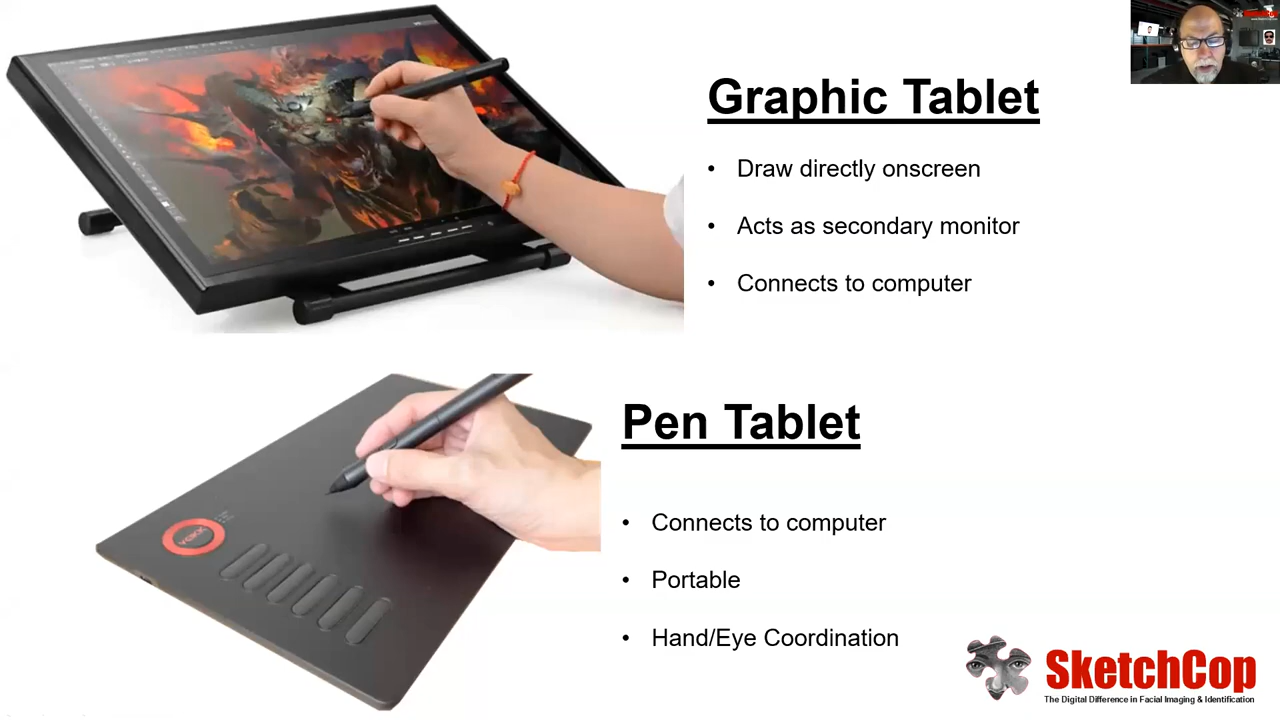 Graphic Tablet
• Draw directly onscreen
• Acts as secondary monitor
• Connects to computer
Pen Tablet
• Connects to computer
• Portable
• Hand/Eye Coordination
SketchCop
The Digital Difference in Facial Imaging & Identification
VEIKK